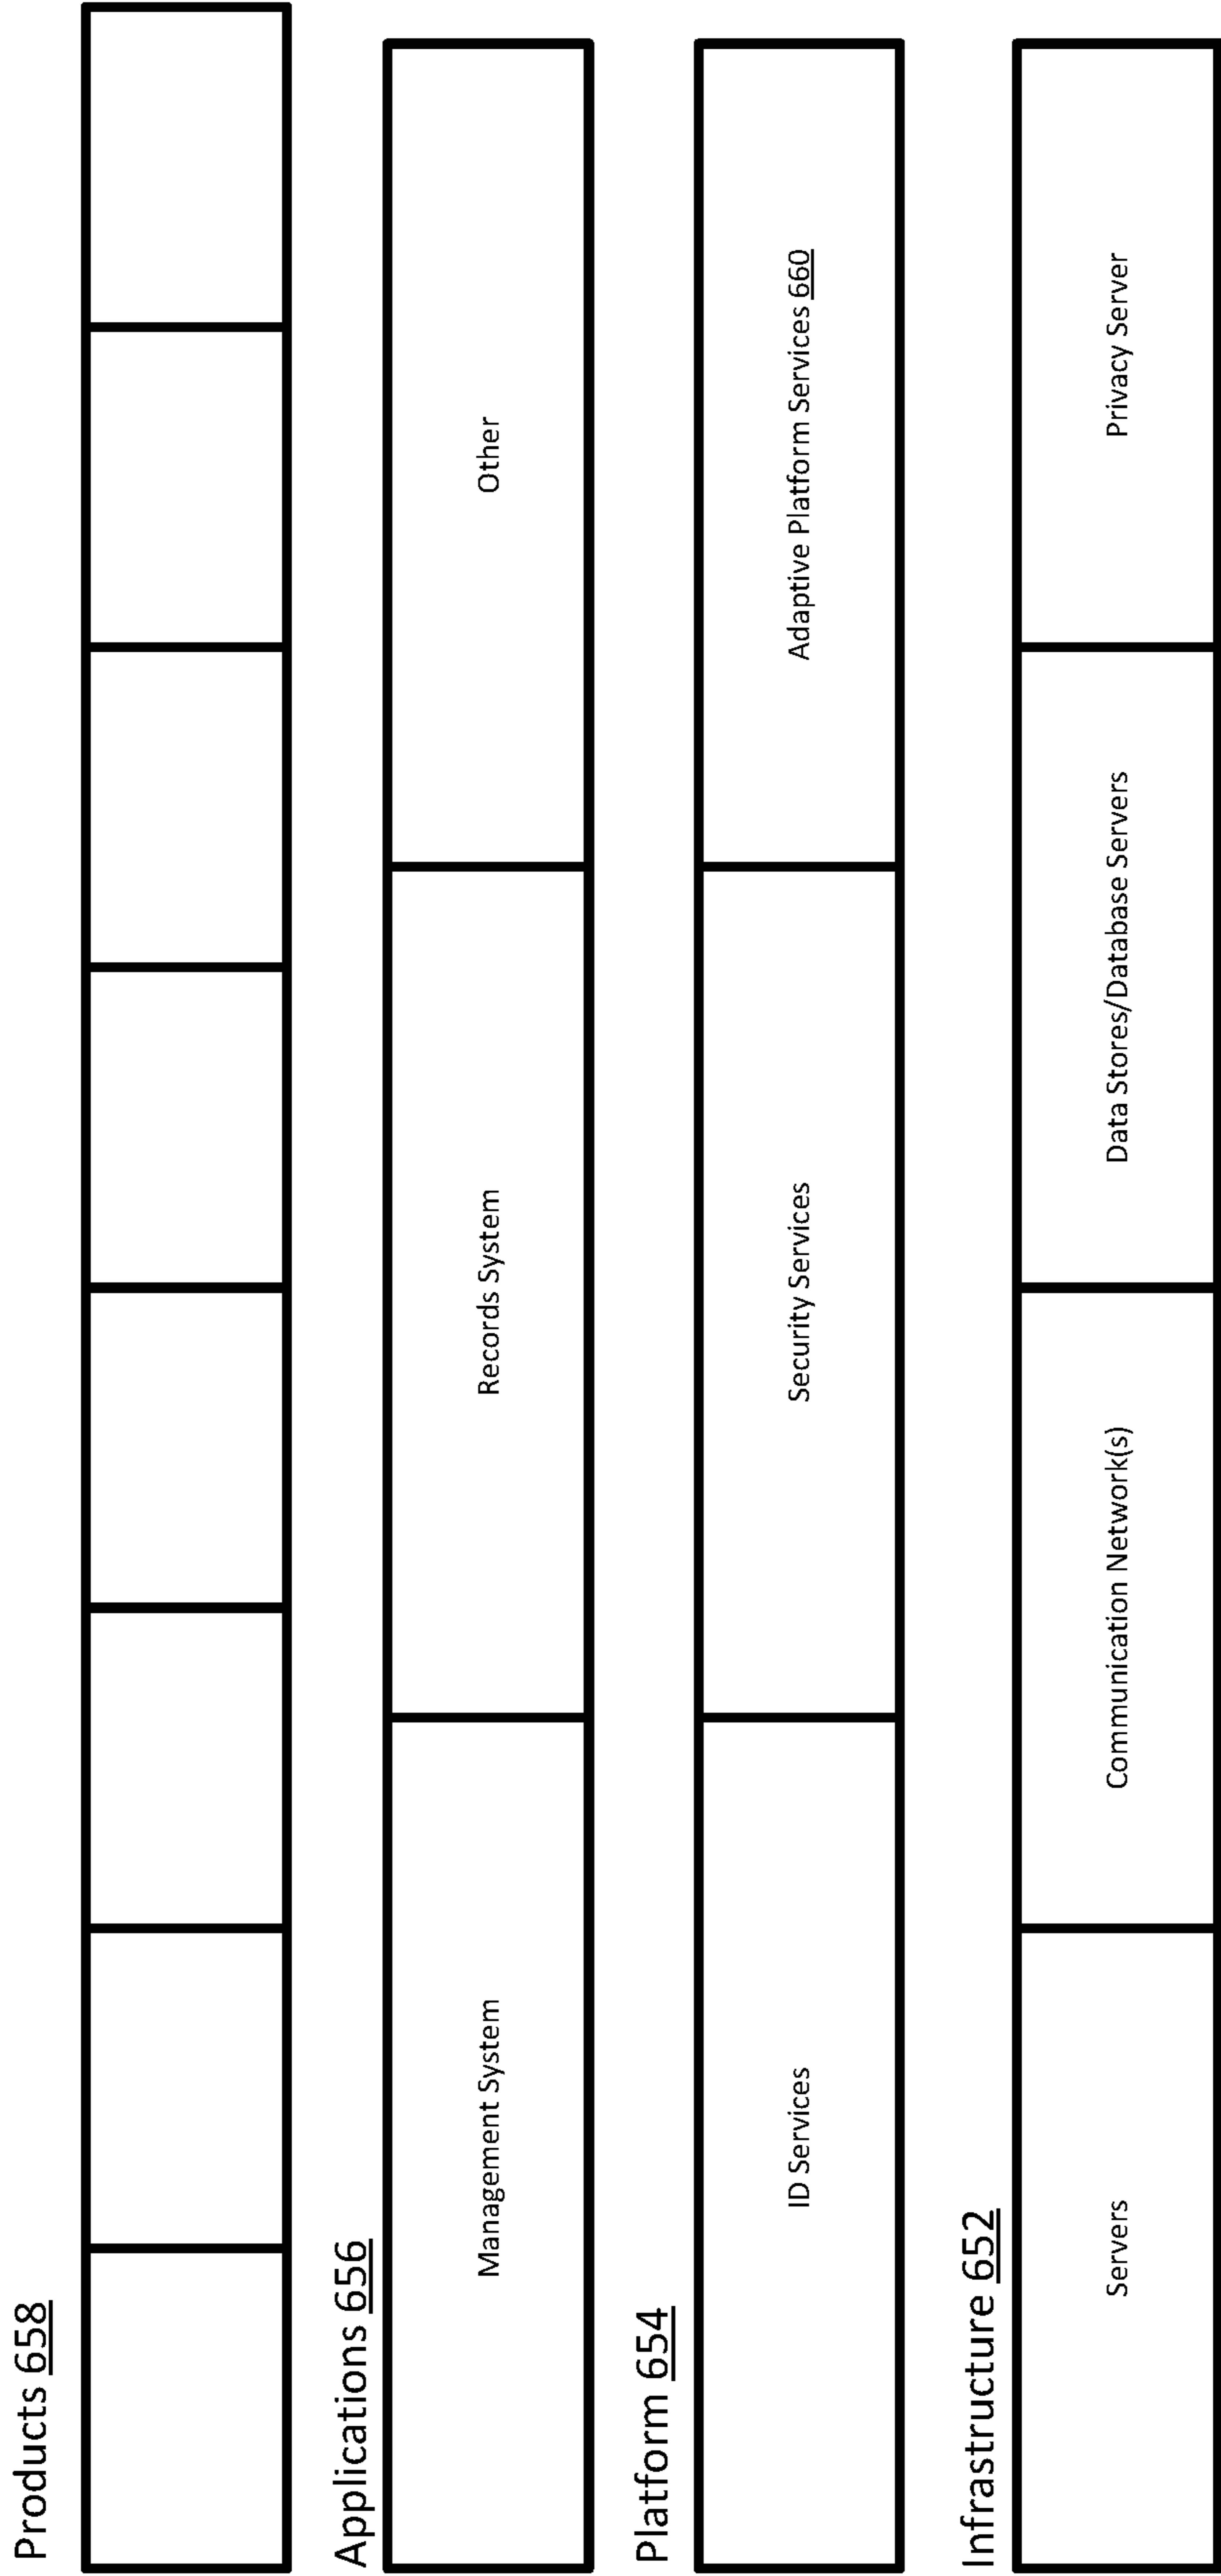 Products 658
Applications 656
Management System
Records System
Other
Platform 654
ID Services
Security Services
Adaptive Platform Services 660
Infrastructure 652
Servers
Communication Network(s)
Data Stores/Database Servers
Privacy Server